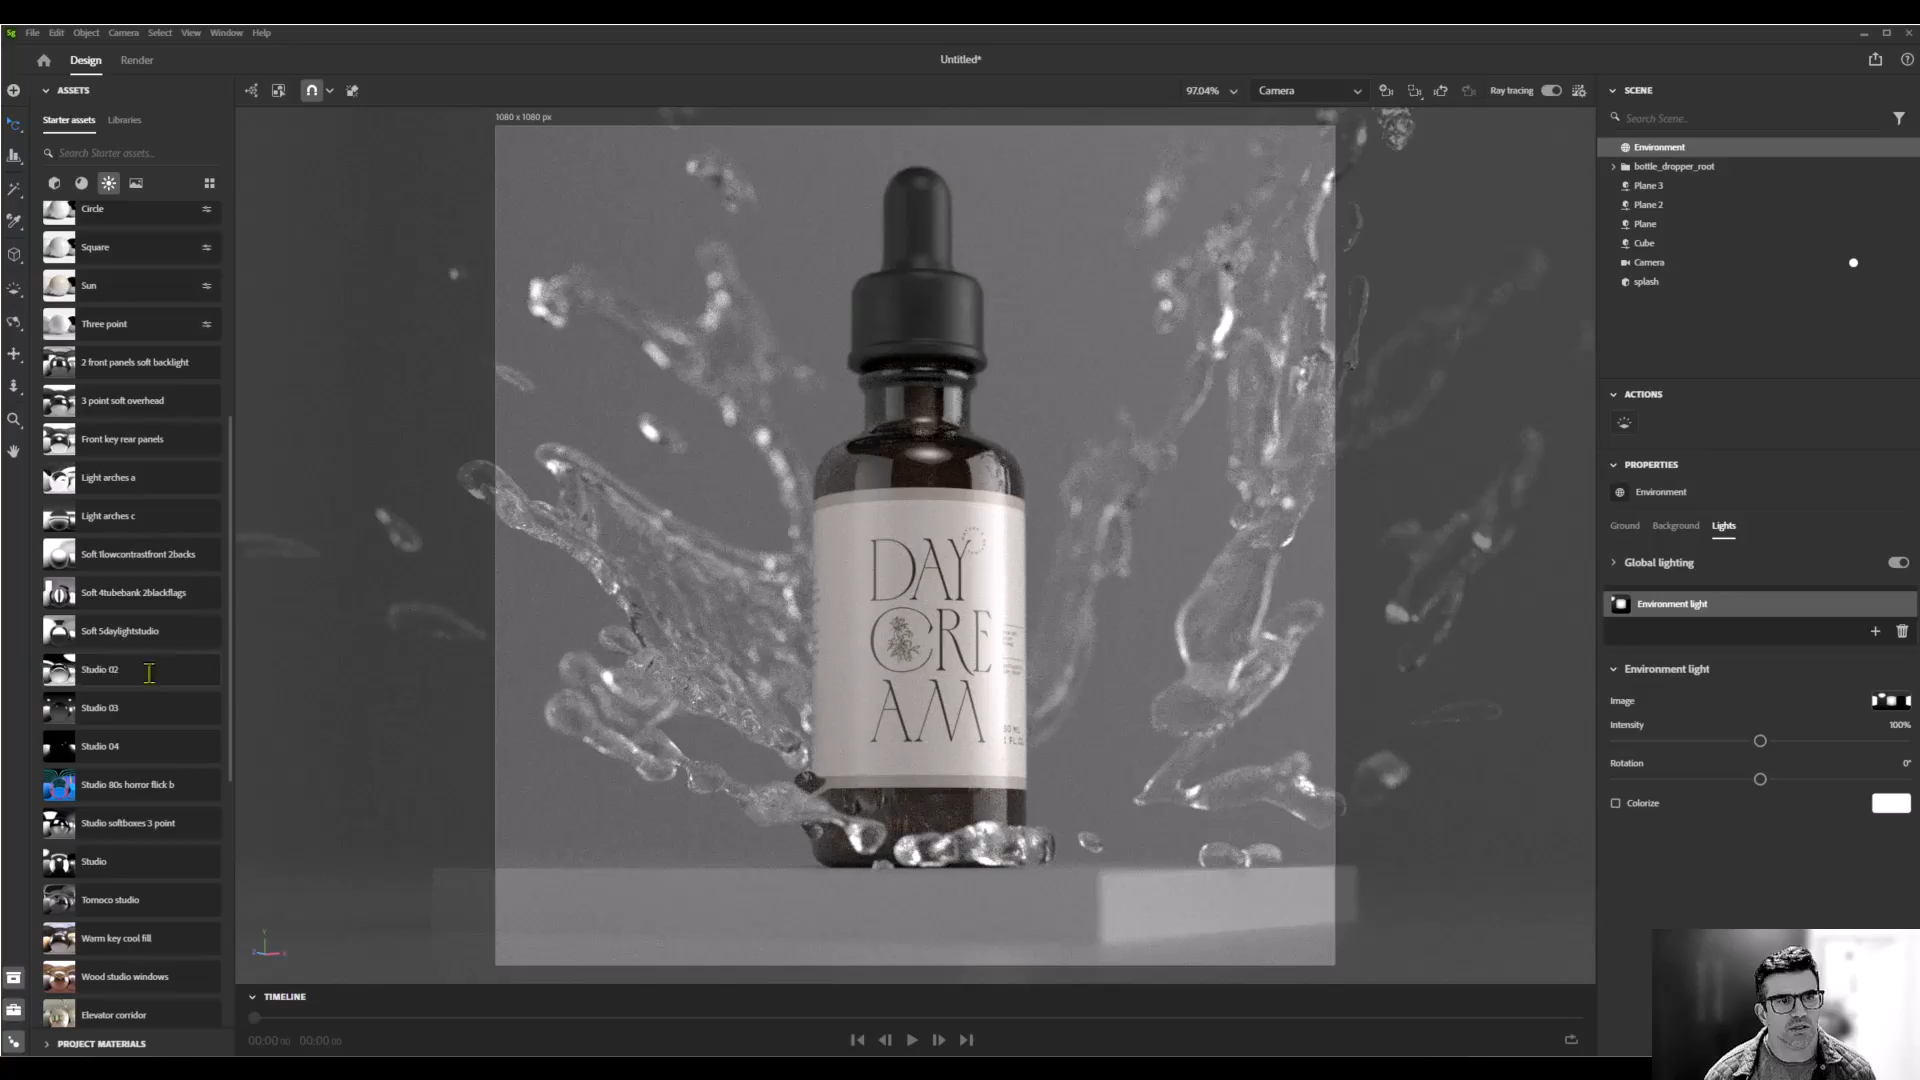 Sg File Edit Object Camera Select View Window Help
Design Render
Untitled*
ASSETS
Starter assets Libraries
Search Starter assets...
Circle
Square
Sun
Three point
2 front panels soft backlight
3 point soft overhead
Front key rear panels
Light arches a
Light arches c
Soft 1lowcontrastfront 2backs
Soft 4tubebank 2blackflags
Soft 5daylightstudio
Studio 02
Studio 03
Studio 04
Studio 80s horror flick b
Studio softboxes 3 point
Studio
Tomoco studio
Warm key cool fill
Wood studio windows
Elevator corridor
PROJECT MATERIALS
97.04%
Camera
Ray tracing
1080 x 1080 px
DAY
CRE
AM
TIMELINE
00:00:00 00:00:00
SCENE
Search Scene...
Environment
bottle_dropper_root
Plane 3
Plane 2
Plane
Cube
Camera
splash
ACTIONS
PROPERTIES
Environment
Ground Background Lights
Global lighting
Environment light
Environment light
Image
Intensity 100%
Rotation 0°
Colorize